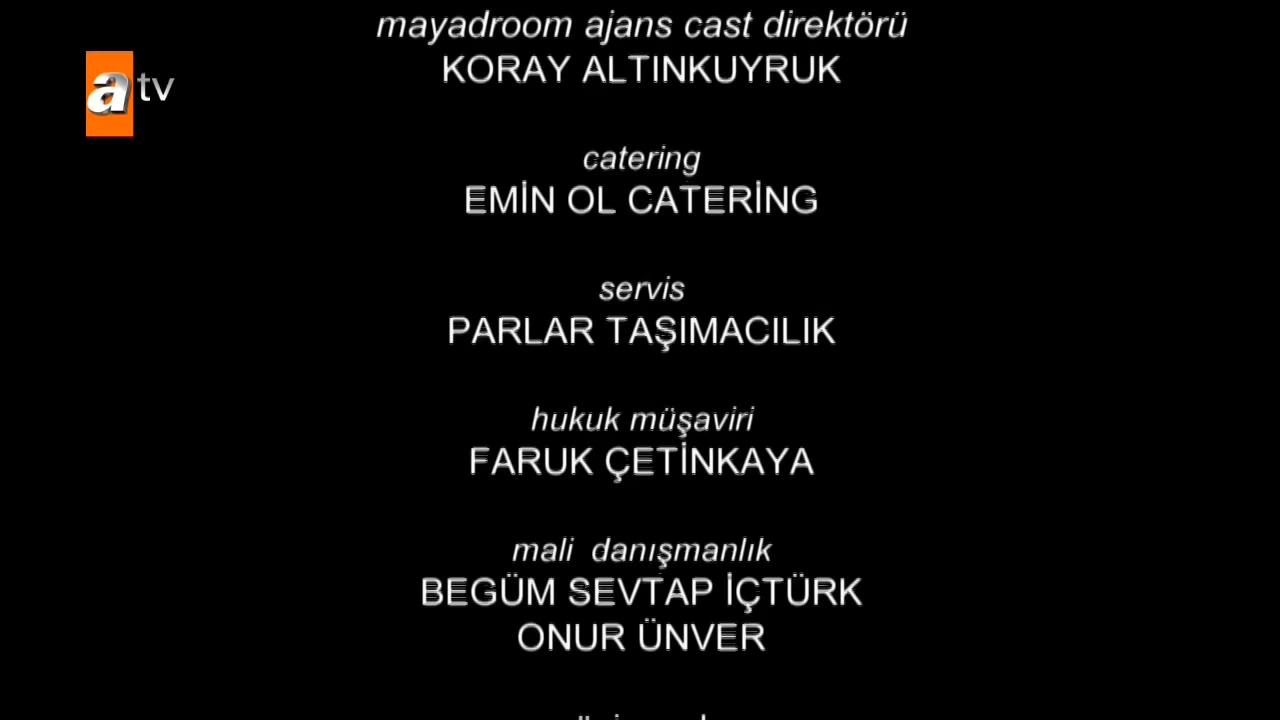 mayadroom ajans cast direktörü
KORAY ALTINKUYRUK
atv
catering
EMİN OL CATERİNG
servis
PARLAR TAŞIMACILIK
hukuk müşaviri
FARUK ÇETİNKAYA
mali danışmanlık
BEGÜM SEVTAP İÇTÜRK
ONUR ÜNVER